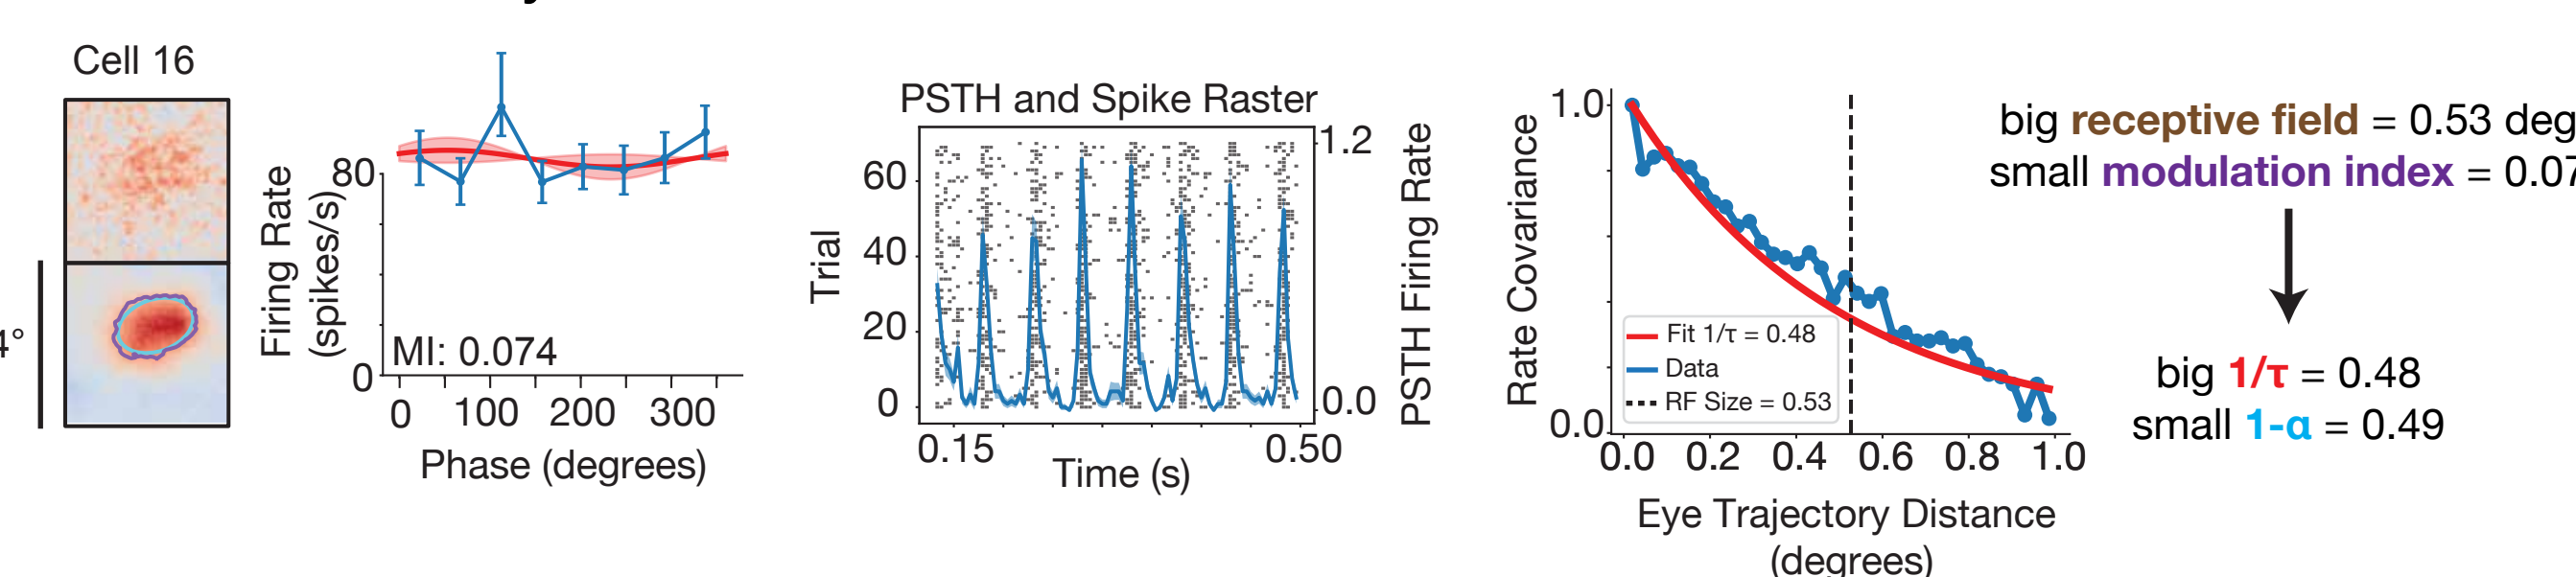 Cell 16
4°
Firing Rate
(spikes/s)
80
0
MI: 0.074
0 100 200 300
Phase (degrees)
PSTH and Spike Raster
Trial
60
40
20
0
1.2
0.0
PSTH Firing Rate
0.15 0.50
Time (s)
Rate Covariance
1.0
0.0
Fit 1/τ = 0.48
Data
RF Size = 0.53
0.0 0.2 0.4 0.6 0.8 1.0
Eye Trajectory Distance
(degrees)
big receptive field = 0.53 deg
small modulation index = 0.07
big 1/τ = 0.48
small 1-α = 0.49